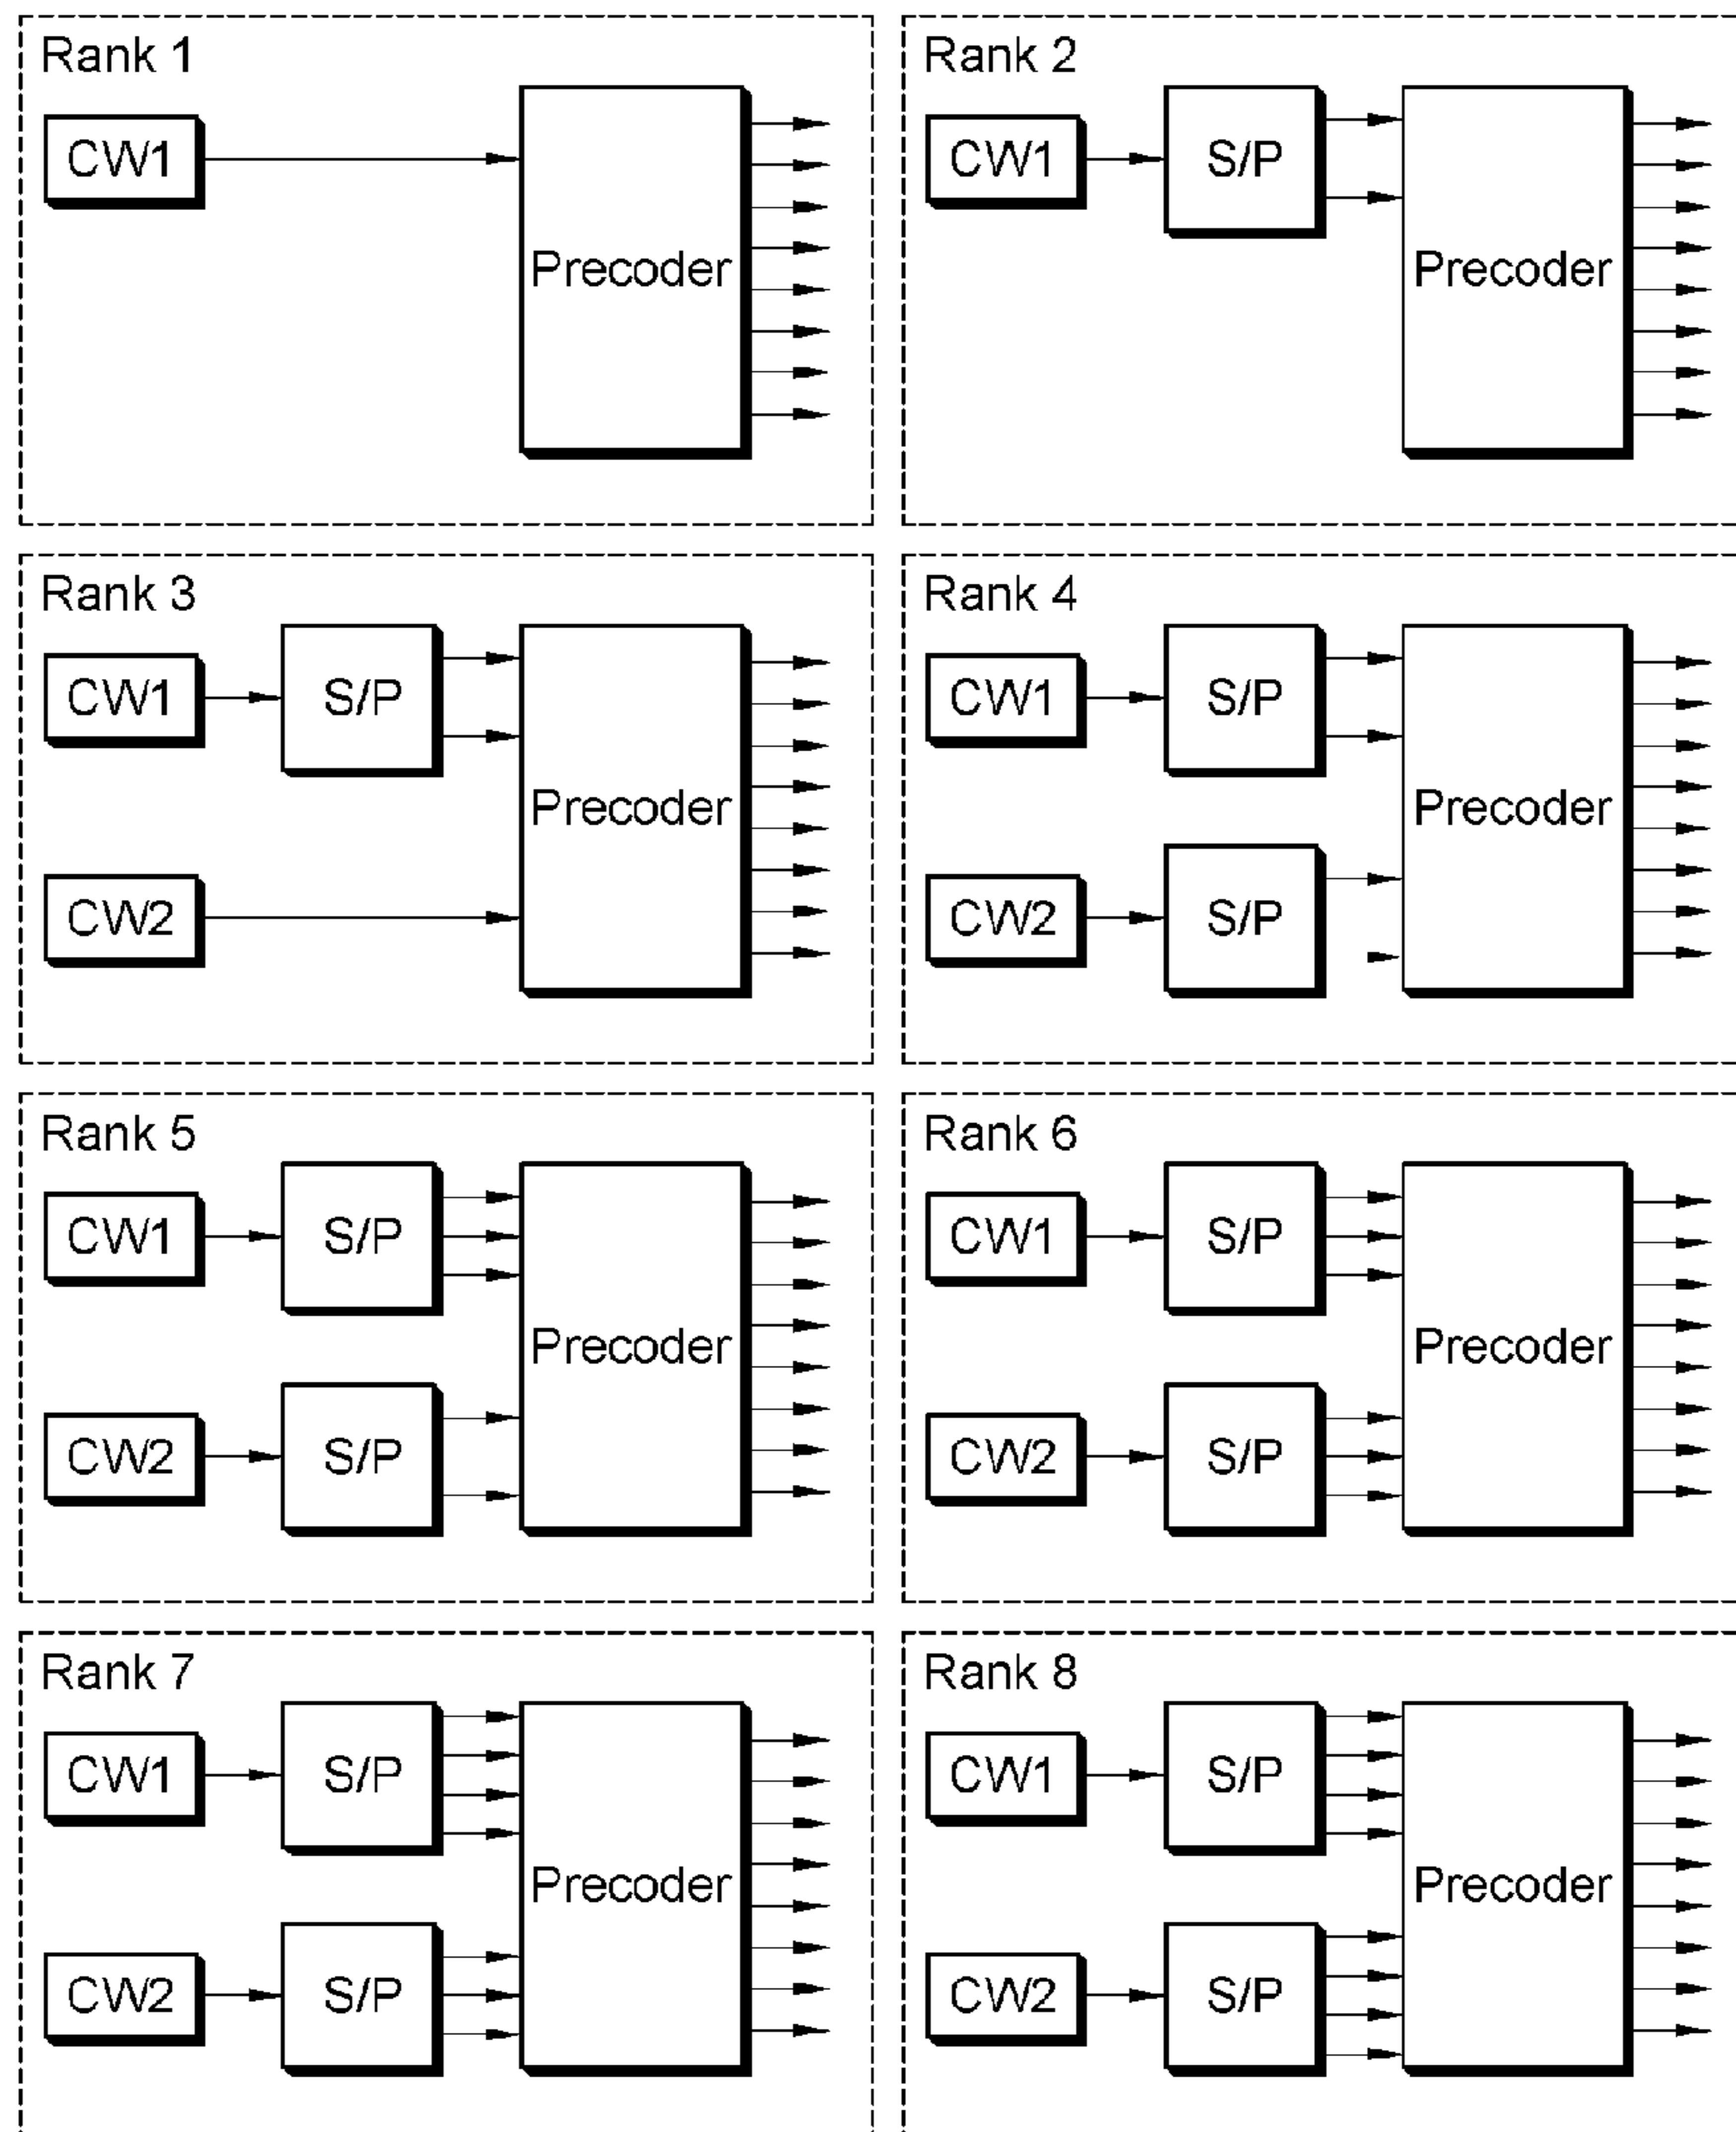 Rank 1
CW1
Precoder
Rank 2
CW1
S/P
Precoder
Rank 3
CW1
S/P
Precoder
CW2
Rank 4
CW1
S/P
Precoder
CW2
S/P
Rank 5
CW1
S/P
Precoder
CW2
S/P
Rank 6
CW1
S/P
Precoder
CW2
S/P
Rank 7
CW1
S/P
Precoder
CW2
S/P
Rank 8
CW1
S/P
Precoder
CW2
S/P